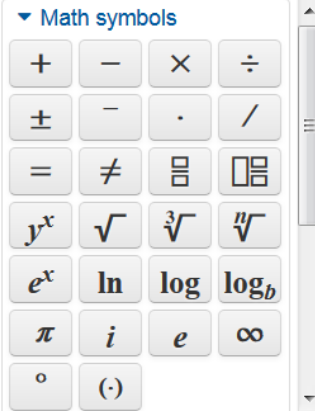 Math symbols
+ − × ÷
± ¯ · /
= ≠ □/□ □□/□
yˣ √ ∛ ⁿ√
eˣ ln log log_b
π i e ∞
° (·)